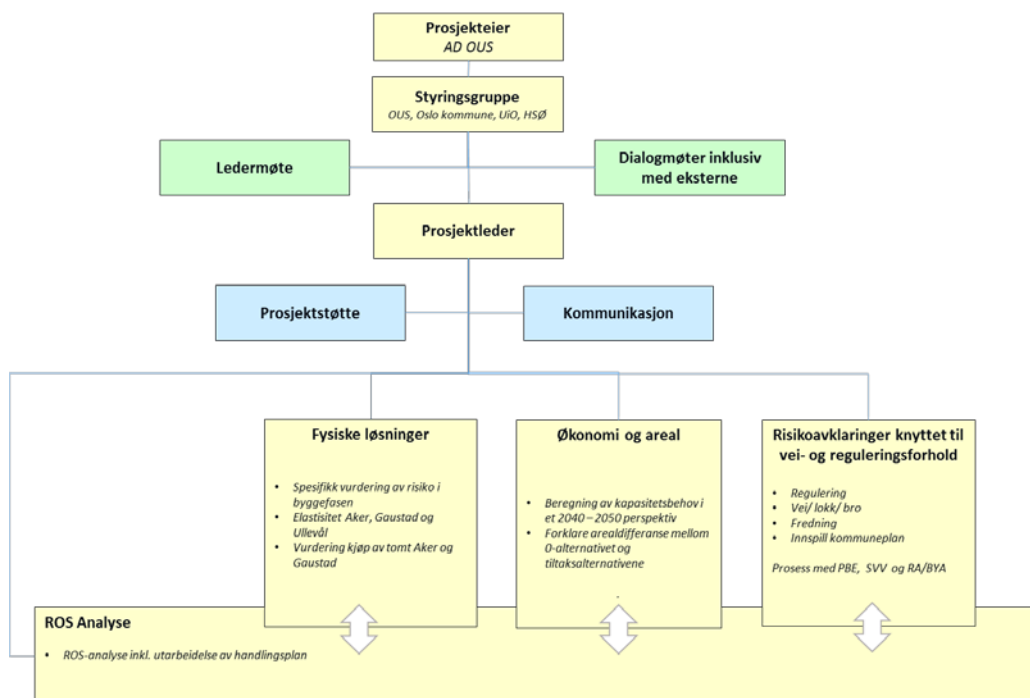 Prosjekteier
AD OUS
Styringsgruppe
OUS, Oslo kommune, UiO, HSØ
Ledermøte
Dialogmøter inklusiv
med eksterne
Prosjektleder
Prosjektstøtte
Kommunikasjon
Fysiske løsninger
• Spesifikk vurdering av risiko i
byggefasen
• Elastisitet Aker, Gaustad og
Ullevål
• Vurdering kjøp av tomt Aker og
Gaustad
Økonomi og areal
• Beregning av kapasitetsbehov i
et 2040 – 2050 perspektiv
• Forklare arealdifferanse mellom
0-alternativet og
tiltaksalternativene
.
Risikoavklaringer knyttet til
vei- og reguleringsforhold
• Regulering
• Vei/ lokk/ bro
• Fredning
• Innspill kommuneplan
Prosess med PBE, SVV og RA/BYA
ROS Analyse
• ROS-analyse inkl. utarbeidelse av handlingsplan